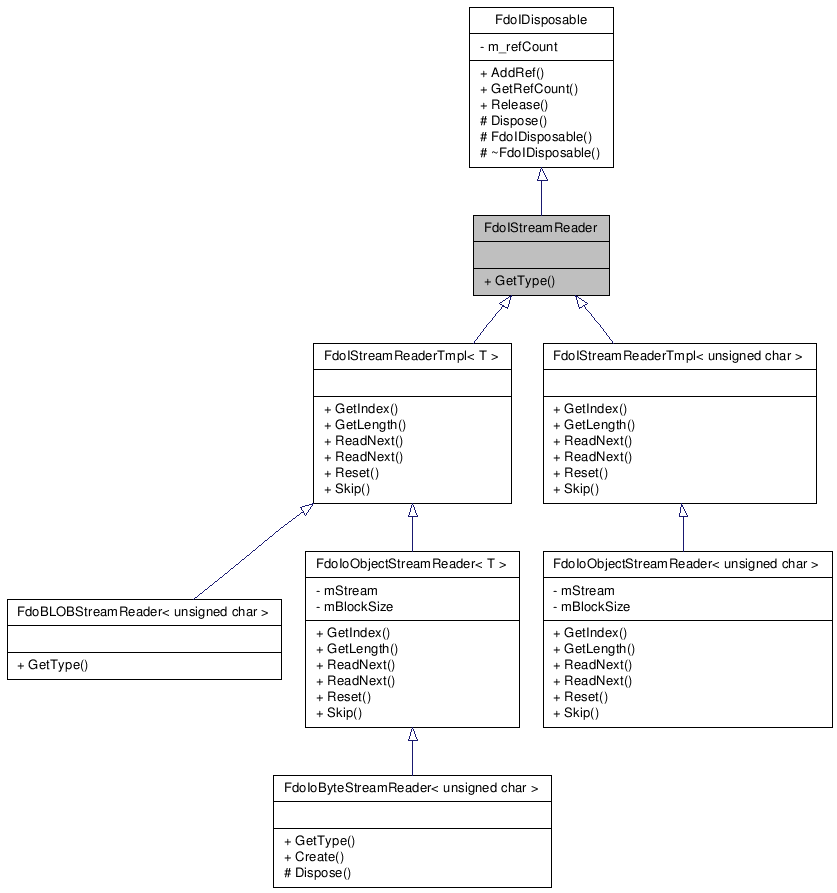 FdoIDisposable
- m_refCount
+ AddRef()
+ GetRefCount()
+ Release()
# Dispose()
# FdoIDisposable()
# ~FdoIDisposable()
FdoIStreamReader
+ GetType()
FdoIStreamReaderTmpl< T >
+ GetIndex()
+ GetLength()
+ ReadNext()
+ ReadNext()
+ Reset()
+ Skip()
FdoIStreamReaderTmpl< unsigned char >
+ GetIndex()
+ GetLength()
+ ReadNext()
+ ReadNext()
+ Reset()
+ Skip()
FdoBLOBStreamReader< unsigned char >
+ GetType()
FdoIoObjectStreamReader< T >
- mStream
- mBlockSize
+ GetIndex()
+ GetLength()
+ ReadNext()
+ ReadNext()
+ Reset()
+ Skip()
FdoIoObjectStreamReader< unsigned char >
- mStream
- mBlockSize
+ GetIndex()
+ GetLength()
+ ReadNext()
+ ReadNext()
+ Reset()
+ Skip()
FdoIoByteStreamReader< unsigned char >
+ GetType()
+ Create()
# Dispose()